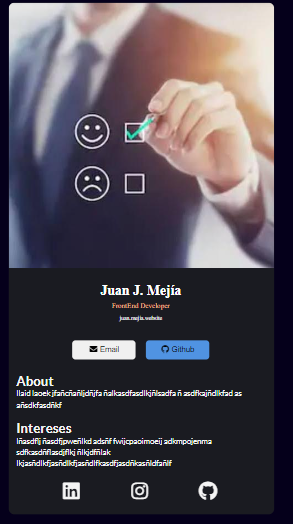 Juan J. Mejía
FrontEnd Developer
juan.mejia.website
Email
Github
About
llaid laoek jfañcñañljdñjfa ñalkasdfasdlkjñlsadfa ñ asdfkajñdlkfad as
añsdkfasdñkf
Intereses
lñasdflj ñasdfjpweñlkd adsñf fwijcpaoimoeij adkmpojenma
sdfkasdñflasdjflkj ñlkjdfñlak
lkjasñdlkfjasñdlkfjasñdlfkasdfjasdñkasñldfañlf